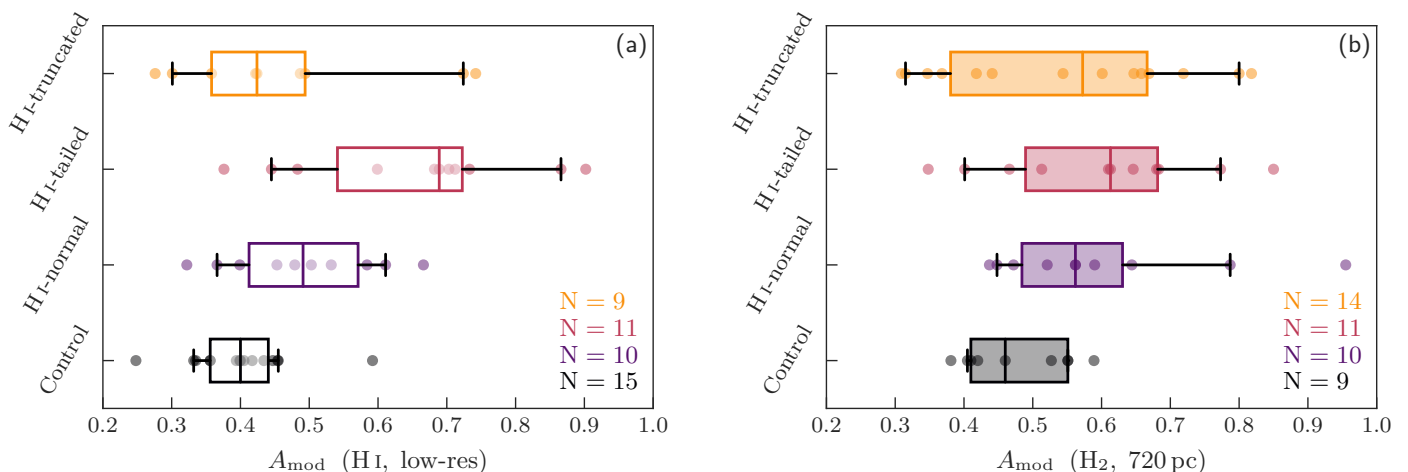 (a)
H I-truncated
H I-tailed
H I-normal
Control
N = 9
N = 11
N = 10
N = 15
0.2 0.3 0.4 0.5 0.6 0.7 0.8 0.9 1.0
A_mod (H I, low-res)
(b)
H I-truncated
H I-tailed
H I-normal
Control
N = 14
N = 11
N = 10
N = 9
0.2 0.3 0.4 0.5 0.6 0.7 0.8 0.9 1.0
A_mod (H₂, 720 pc)